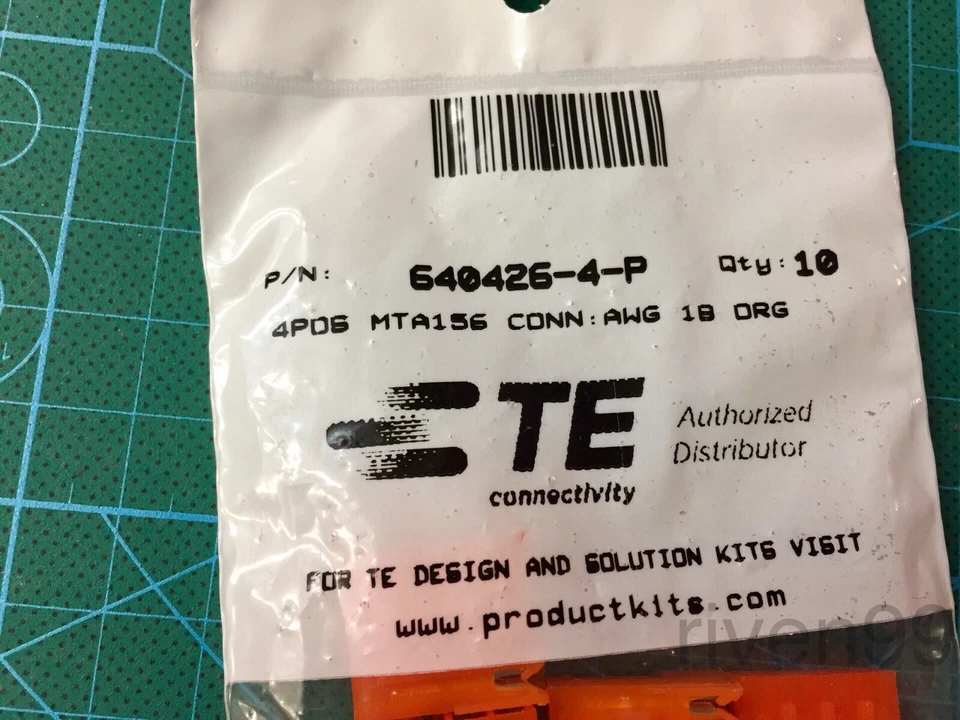 P/N: 640426-4-P Qty: 10
4POS MTA156 CONN:AWG 18 ORG
TE Authorized
connectivity Distributor
FOR TE DESIGN AND SOLUTION KITS VISIT
www.productkits.com
riven99